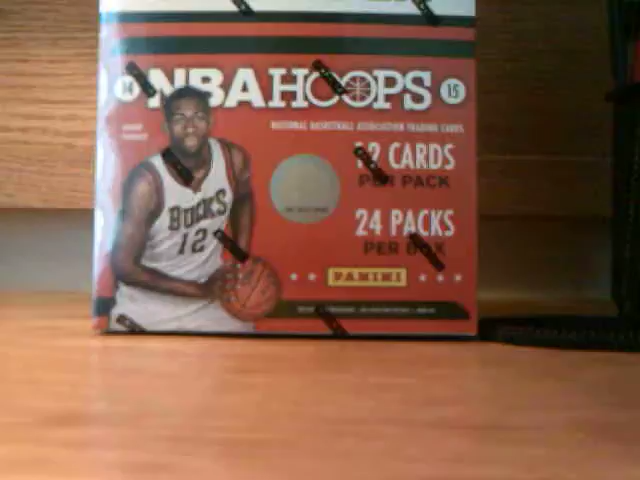 14 NBA HOOPS 15
NATIONAL BASKETBALL ASSOCIATION TRADING CARDS
12 CARDS
PER PACK
24 PACKS
PER BOX
PANINI
BUCKS
12